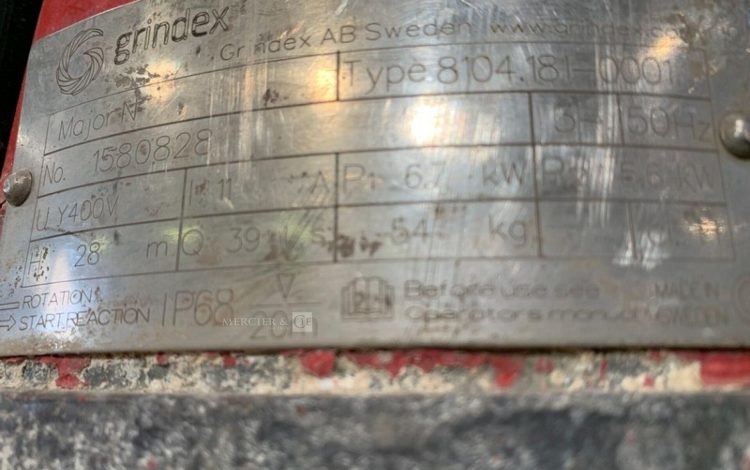 grindex
Grindex AB Sweden www.grindex.com
Major N Type 8104.181-0001
No. 1580828 3~ 50Hz
U Y400V I 11 A P1 6.7 kW P2 5.6 kW
28 m Q 39 l/s 54 kg
ROTATION
START REACTION IP68 20m
Before use see
Operators manual
MADE IN
SWEDEN
MERCIER & CIE